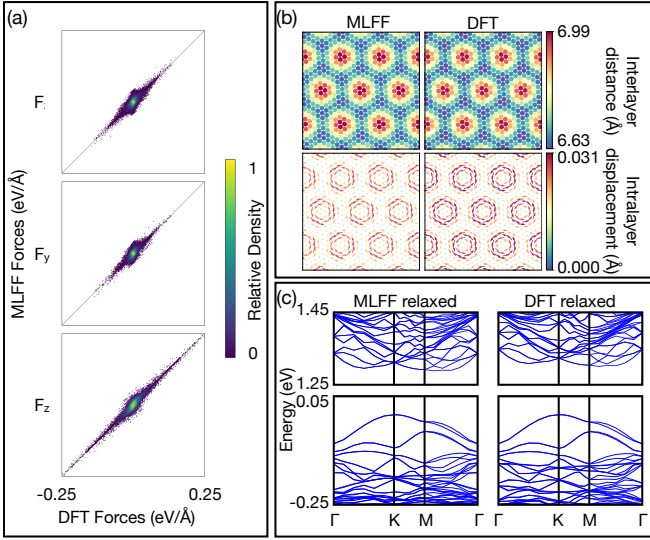 (a)
F
MLFF Forces (eV/Å)
Fy
Fz
-0.25
0.25
DFT Forces (eV/Å)
1
Relative Density
0
(b)
MLFF
DFT
6.99
Interlayer
distance (Å)
6.63
0.031
Intralayer
displacement (Å)
0.000
(c)
MLFF relaxed
DFT relaxed
1.45
1.25
Energy (eV)
0.05
-0.25
Γ K M Γ Γ K M Γ